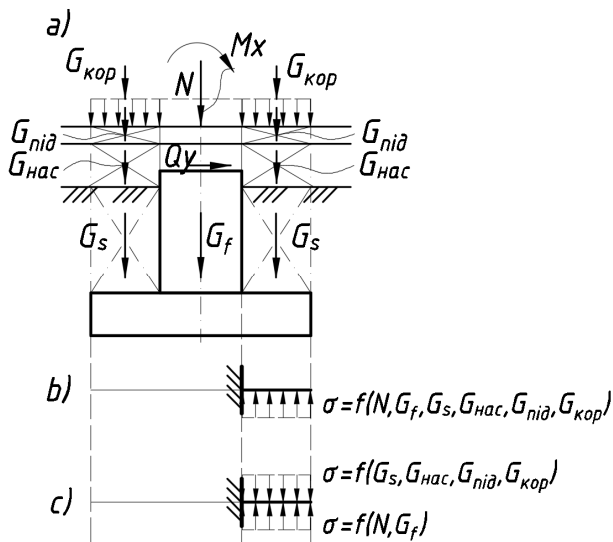 a)
Mx
Gкор N Gкор
Gпід Gпід
Gнас Qy Gнас
Gs Gf Gs
b)
σ=f(N,Gf,Gs,Gнас,Gпід,Gкор)
σ=f(Gs,Gнас,Gпід,Gкор)
c)
σ=f(N,Gf)